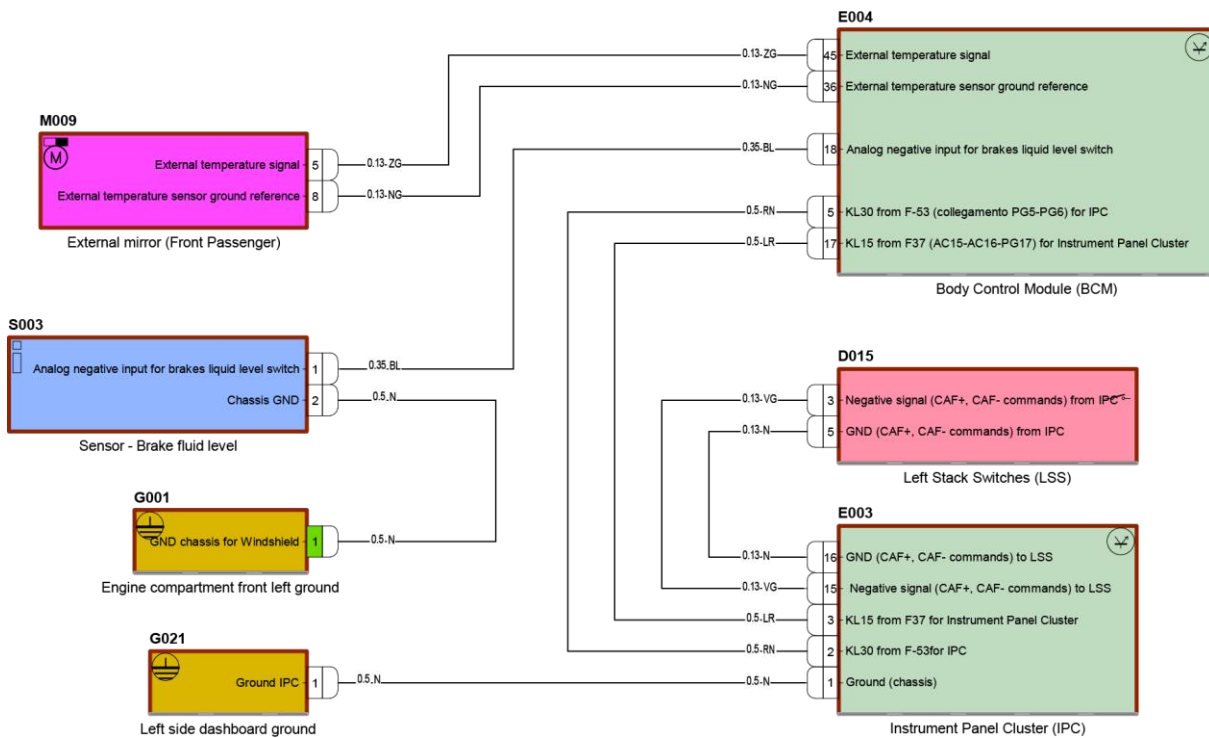 E004
45 External temperature signal
0.13-ZG
36 External temperature sensor ground reference
0.13-NG
18 Analog negative input for brakes liquid level switch
0.35-BL
5 KL30 from F-53 (collegamento PG5-PG6) for IPC
0.5-RN
17 KL15 from F37 (AC15-AC16-PG17) for Instrument Panel Cluster
0.5-LR
Body Control Module (BCM)
M009
M
External temperature signal 5
0.13-ZG
External temperature sensor ground reference 8
0.13-NG
External mirror (Front Passenger)
S003
Analog negative input for brakes liquid level switch 1
0.35-BL
Chassis GND 2
0.5-N
Sensor - Brake fluid level
D015
0.13-VG
3 Negative signal (CAF+, CAF- commands) from IPC
0.13-N
5 GND (CAF+, CAF- commands) from IPC
Left Stack Switches (LSS)
G001
GND chassis for Windshield 1
0.5-N
Engine compartment front left ground
G021
Ground IPC 1
0.5-N
Left side dashboard ground
E003
0.13-N
16 GND (CAF+, CAF- commands) to LSS
0.13-VG
15 Negative signal (CAF+, CAF- commands) to LSS
0.5-LR
3 KL15 from F37 for Instrument Panel Cluster
0.5-RN
2 KL30 from F-53for IPC
0.5-N
1 Ground (chassis)
Instrument Panel Cluster (IPC)